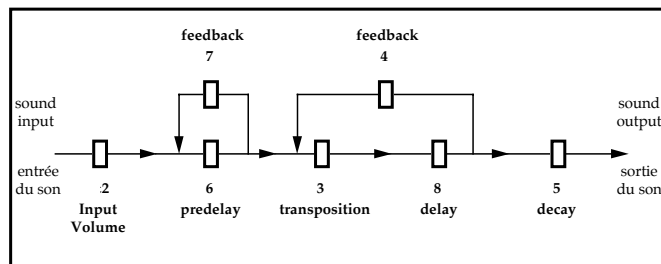 feedback
7
feedback
4
sound
input
sound
output
entrée
du son
sortie
du son
2
6
3
8
5
Input
Volume
predelay
transposition
delay
decay